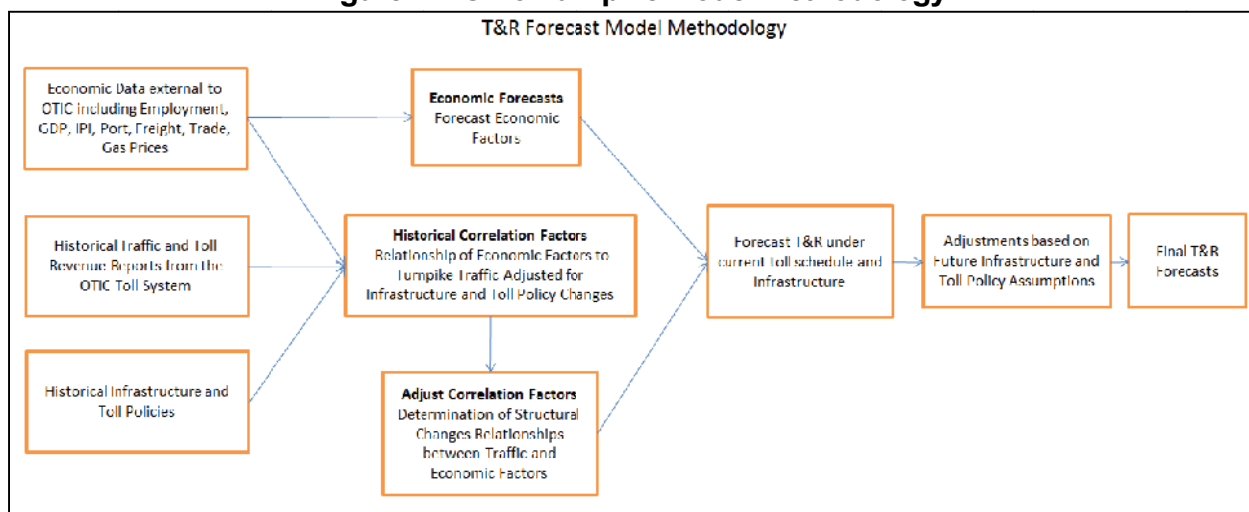 T&R Forecast Model Methodology
Economic Data external to
OTIC including Employment,
GDP, IPI, Port, Freight, Trade,
Gas Prices
Economic Forecasts
Forecast Economic
Factors
Historical Traffic and Toll
Revenue Reports from the
OTIC Toll System
Historical Correlation Factors
Relationship of Economic Factors to
Turnpike Traffic Adjusted for
Infrastructure and Toll Policy Changes
Forecast T&R under
current toll schedule and
Infrastructure
Adjustments based on
Future Infrastructure and
Toll Policy Assumptions
Final T&R
Forecasts
Historical Infrastructure and
Toll Policies
Adjust Correlation Factors
Determination of Structural
Changes Relationships
between Traffic and
Economic Factors